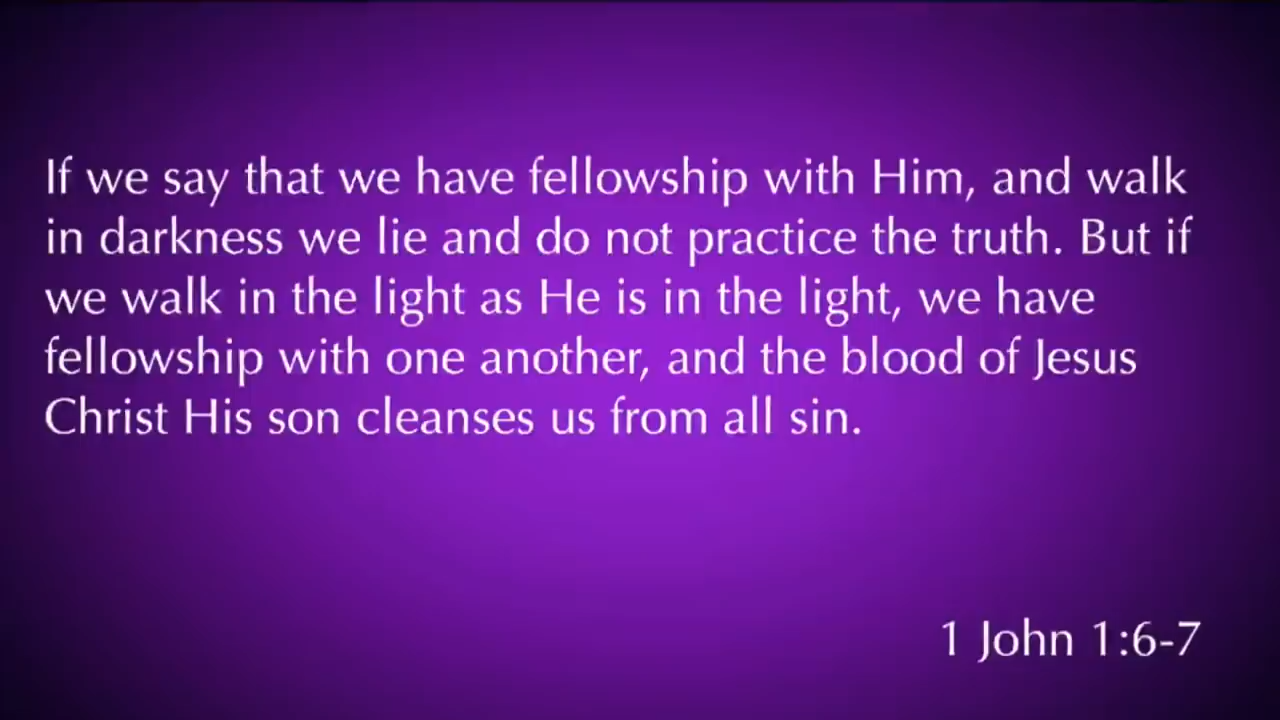 If we say that we have fellowship with Him, and walk
in darkness we lie and do not practice the truth. But if
we walk in the light as He is in the light, we have
fellowship with one another, and the blood of Jesus
Christ His son cleanses us from all sin.
1 John 1:6-7